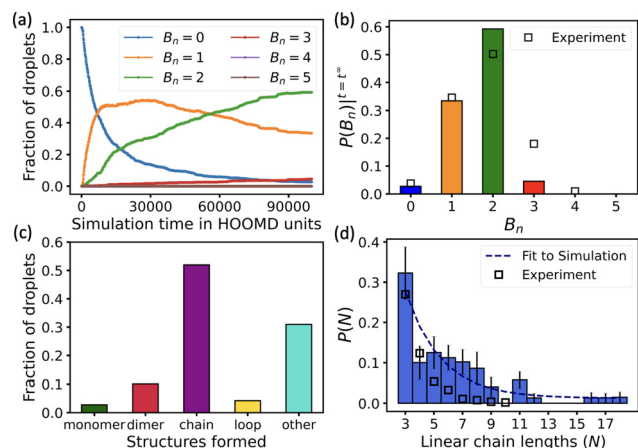 (a)
Fraction of droplets
1.0
0.8
0.6
0.4
0.2
0.0
B_n = 0
B_n = 1
B_n = 2
B_n = 3
B_n = 4
B_n = 5
0 30000 60000 90000
Simulation time in HOOMD units
(b)
P(B_n)|^{t = t^∞}
0.6
0.5
0.4
0.3
0.2
0.1
0.0
Experiment
0 1 2 3 4 5
B_n
(c)
Fraction of droplets
0.6
0.5
0.4
0.3
0.2
0.1
0.0
monomer dimer chain loop other
Structures formed
(d)
P(N)
0.4
0.3
0.2
0.1
0.0
Fit to Simulation
Experiment
3 5 7 9 11 13 15 17
Linear chain lengths (N)